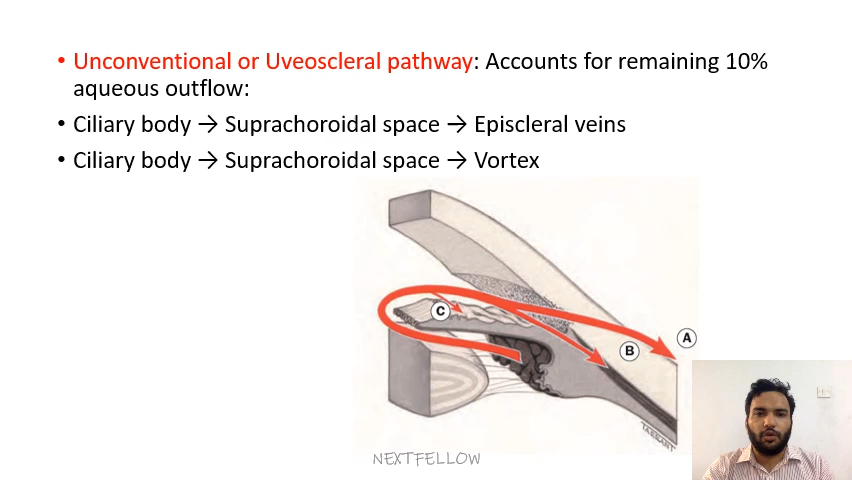 • Unconventional or Uveoscleral pathway: Accounts for remaining 10%
aqueous outflow:
• Ciliary body → Suprachoroidal space → Episcleral veins
• Ciliary body → Suprachoroidal space → Vortex
C
A
B
TASMAN
NEXTFELLOW